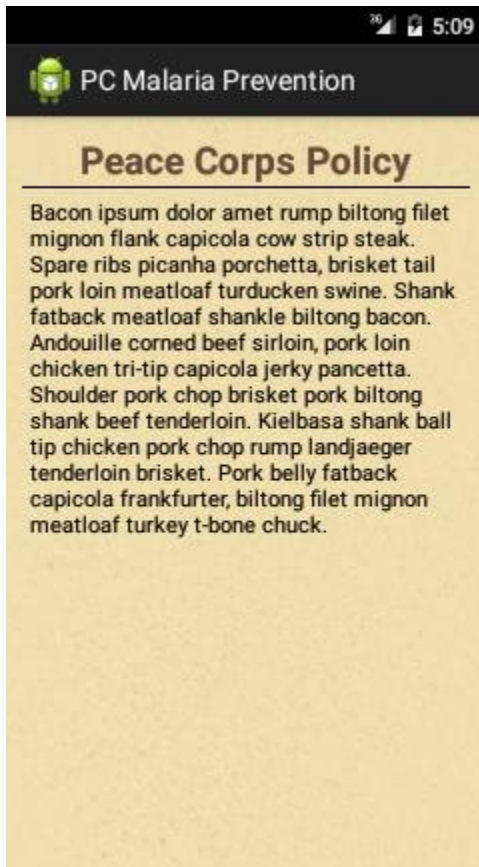 3G 5:09
PC Malaria Prevention
Peace Corps Policy
Bacon ipsum dolor amet rump biltong filet
mignon flank capicola cow strip steak.
Spare ribs picanha porchetta, brisket tail
pork loin meatloaf turducken swine. Shank
fatback meatloaf shankle biltong bacon.
Andouille corned beef sirloin, pork loin
chicken tri-tip capicola jerky pancetta.
Shoulder pork chop brisket pork biltong
shank beef tenderloin. Kielbasa shank ball
tip chicken pork chop rump landjaeger
tenderloin brisket. Pork belly fatback
capicola frankfurter, biltong filet mignon
meatloaf turkey t-bone chuck.